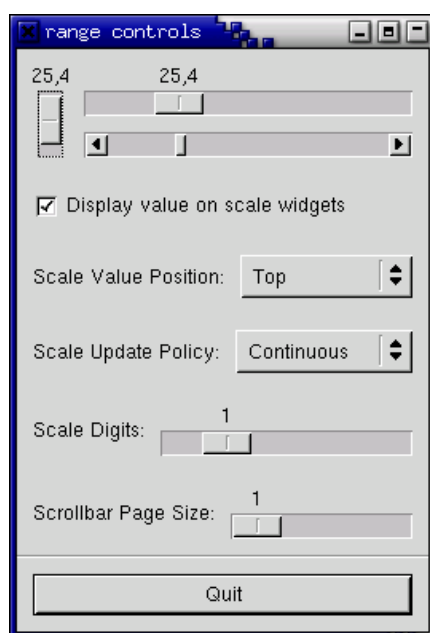 range controls
25,4 25,4
Display value on scale widgets
Scale Value Position: Top
Scale Update Policy: Continuous
1
Scale Digits:
1
Scrollbar Page Size:
Quit